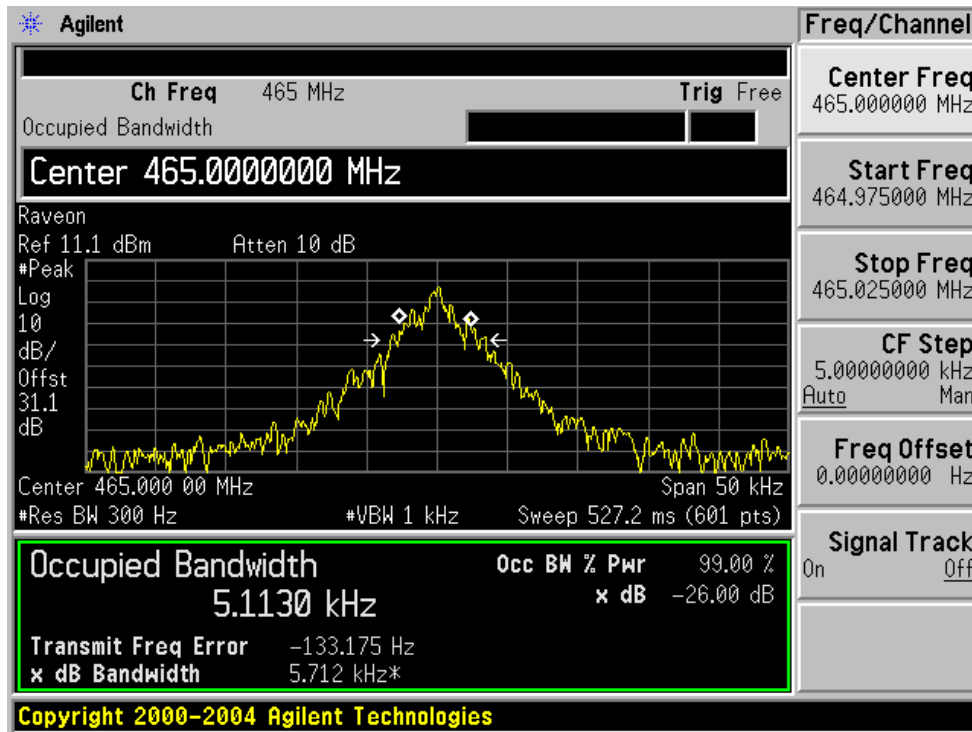 Agilent
Freq/Channel
Ch Freq 465 MHz Trig Free
Occupied Bandwidth
Center 465.0000000 MHz
Raveon
Ref 11.1 dBm Atten 10 dB
#Peak
Log
10
dB/
Offst
31.1
dB
Center 465.000 00 MHz Span 50 kHz
#Res BW 300 Hz #VBW 1 kHz Sweep 527.2 ms (601 pts)
Occupied Bandwidth
5.1130 kHz
Occ BW % Pwr 99.00 %
x dB -26.00 dB
Transmit Freq Error -133.175 Hz
x dB Bandwidth 5.712 kHz*
Center Freq
465.000000 MHz
Start Freq
464.975000 MHz
Stop Freq
465.025000 MHz
CF Step
5.00000000 kHz
Auto Man
Freq Offset
0.00000000 Hz
Signal Track
On Off
Copyright 2000-2004 Agilent Technologies